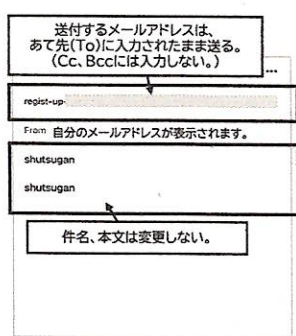 送付するメールアドレスは、
あて先(To)に入力されたまま送る。
(Cc、Bccには入力しない。)
...
regist-up-
From 自分のメールアドレスが表示されます。
shutsugan
shutsugan
件名、本文は変更しない。